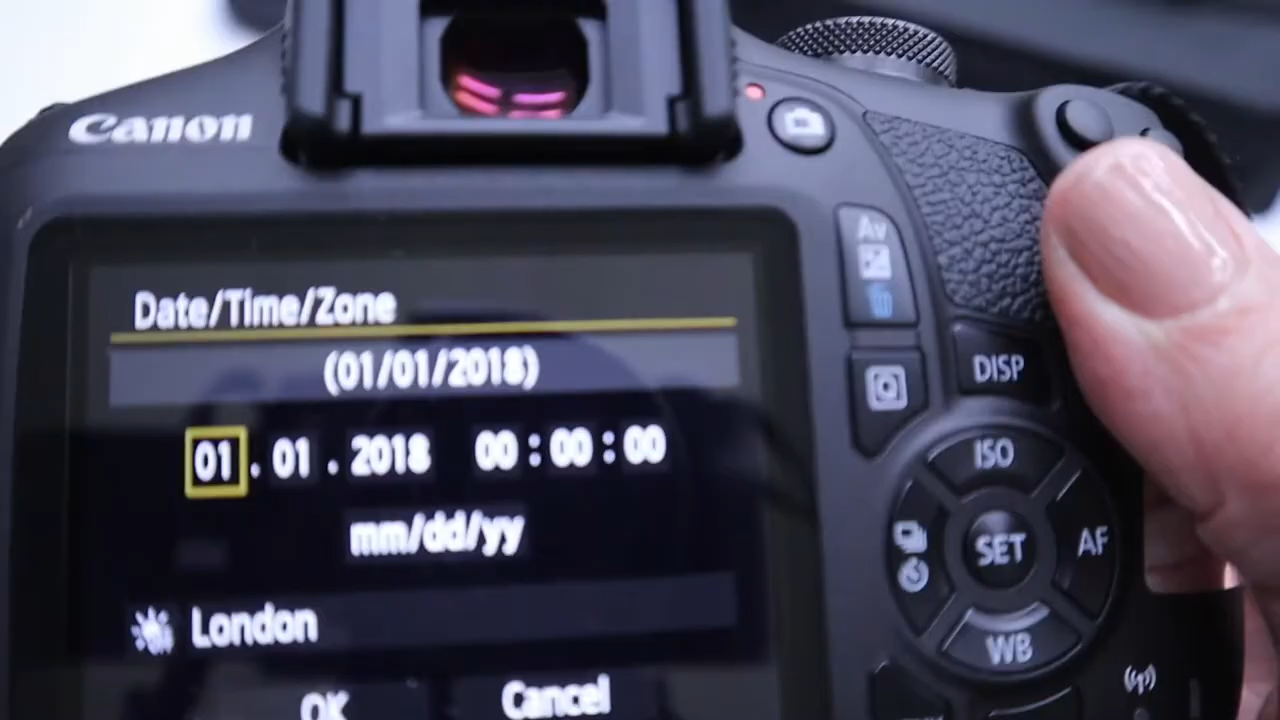 Canon
Date/Time/Zone
(01/01/2018)
01 . 01 . 2018 00 : 00 : 00
mm/dd/yy
London
OK Cancel
Av
DISP
ISO
SET
AF
WB